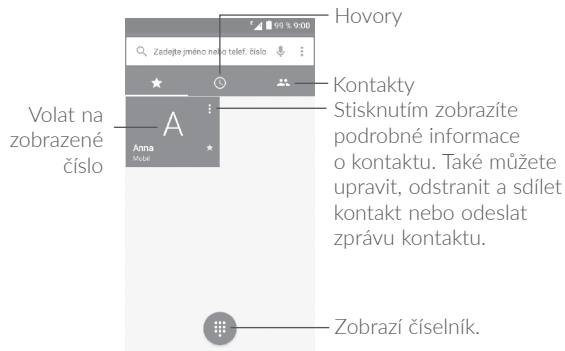 Hovory
99 % 9:00
Zadejte jméno nebo telef. číslo
Kontakty
Volat na
zobrazené
číslo
A
Anna
Mobil
Stisknutím zobrazíte
podrobné informace
o kontaktu. Také můžete
upravit, odstranit a sdílet
kontakt nebo odeslat
zprávu kontaktu.
Zobrazí číselník.